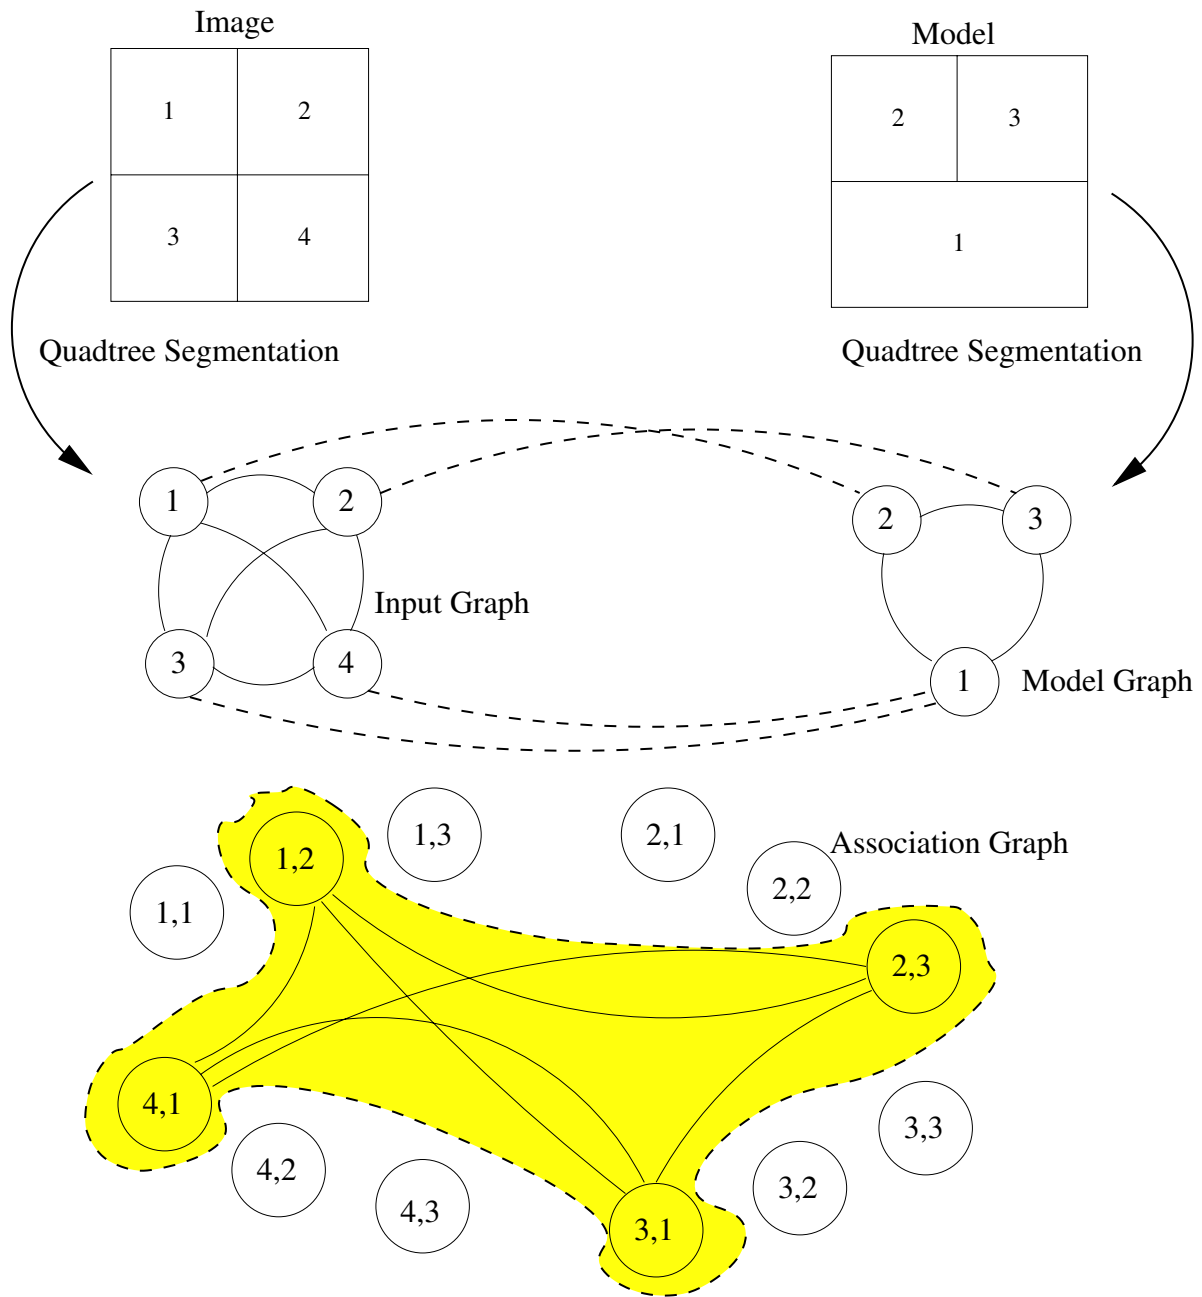 Image
Model
1 2
3 4
2 3
1
Quadtree Segmentation
Quadtree Segmentation
1 2
2 3
Input Graph
3 4
1 Model Graph
1,3
2,1
Association Graph
1,2
2,2
1,1
2,3
4,1
3,3
4,2
3,2
4,3
3,1